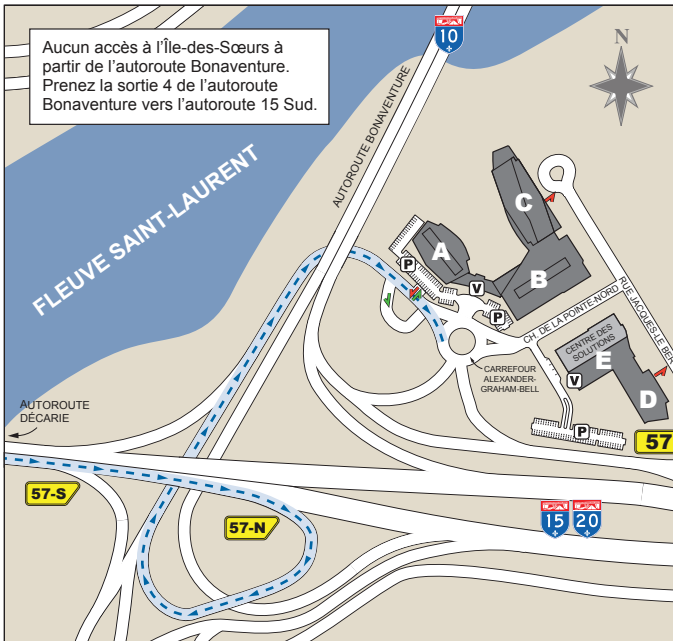 Aucun accès à l'Île-des-Sœurs à
partir de l'autoroute Bonaventure.
Prenez la sortie 4 de l'autoroute
Bonaventure vers l'autoroute 15 Sud.
10
N
AUTOROUTE BONAVENTURE
FLEUVE SAINT-LAURENT
C
A
B
P
V
P
CH. DE LA POINTE-NORD
RUE JACQUES-LE BER
CENTRE DES
SOLUTIONS
E
CARREFOUR
ALEXANDER-
GRAHAM-BELL
V
D
P
AUTOROUTE
DÉCARIE
57
57-S
57-N
15
20